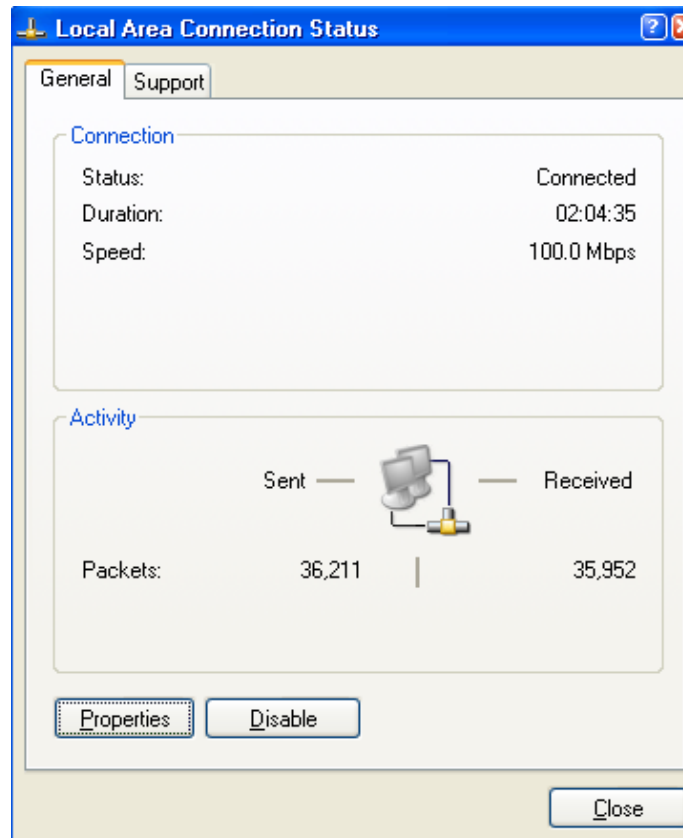 Local Area Connection Status
General Support
Connection
Status: Connected
Duration: 02:04:35
Speed: 100.0 Mbps
Activity
Sent Received
Packets: 36,211 35,952
Properties Disable
Close